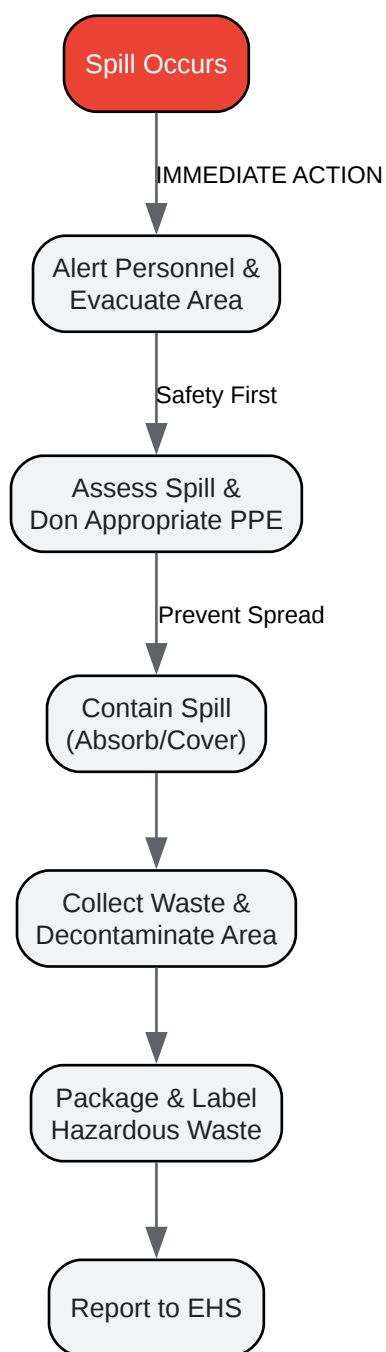 Spill Occurs
IMMEDIATE ACTION
Alert Personnel &
Evacuate Area
Safety First
Assess Spill &
Don Appropriate PPE
Prevent Spread
Contain Spill
(Absorb/Cover)
Collect Waste &
Decontaminate Area
Package & Label
Hazardous Waste
Report to EHS